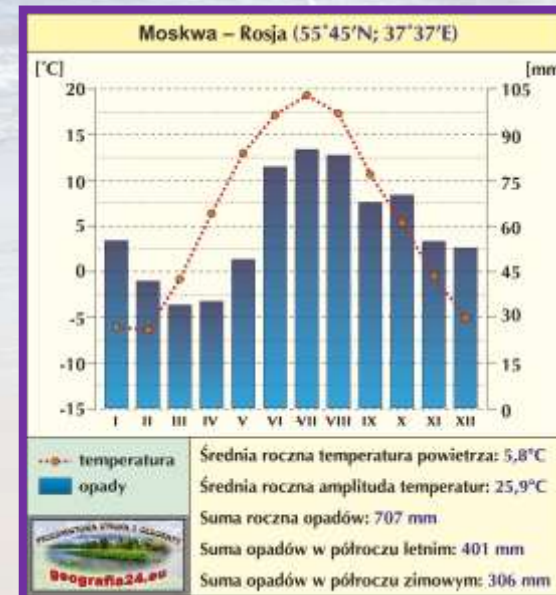 Moskwa – Rosja (55°45'N; 37°37'E)
[°C] [mm]
20 105
15 90
10 75
5 60
0 45
-5 30
-10 15
-15 0
I II III IV V VI VII VIII IX X XI XII
temperatura
opady
Średnia roczna temperatura powietrza: 5,8°C
Średnia roczna amplituda temperatur: 25,9°C
Suma roczna opadów: 707 mm
Suma opadów w półroczu letnim: 401 mm
Suma opadów w półroczu zimowym: 306 mm
geografia24.eu